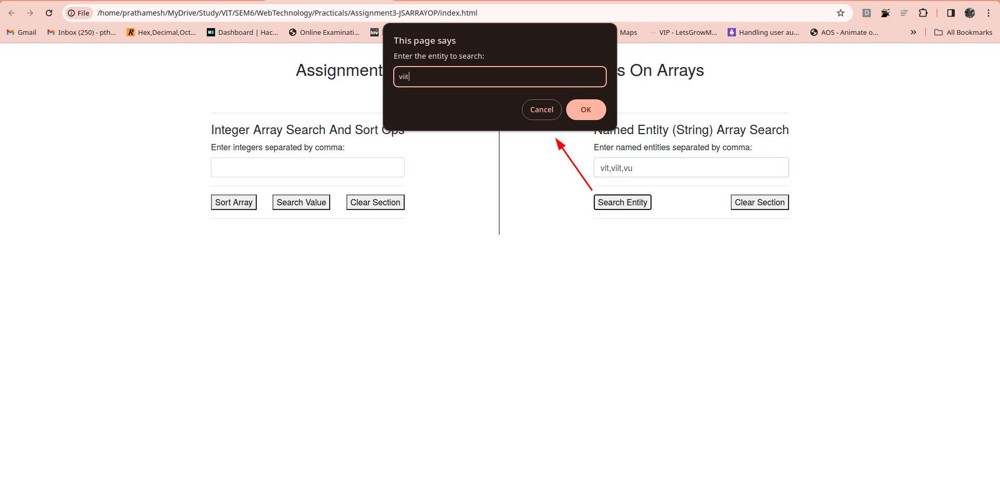 File /home/prathamesh/MyDrive/Study/VIT/SEM6/WebTechnology/Practicals/Assignment3-JSARRAYOP/index.html
Gmail Inbox (250) - pth... Hex,Decimal,Oct... Dashboard | Hac... Online Examinati... Maps VIP - LetsGrowM... Handling user au... AOS - Animate o... » All Bookmarks
This page says
Enter the entity to search:
viit
Cancel OK
Assignment s On Arrays
Integer Array Search And Sort Ops
Enter integers separated by comma:
Sort Array Search Value Clear Section
Named Entity (String) Array Search
Enter named entities separated by comma:
vit,viit,vu
Search Entity Clear Section